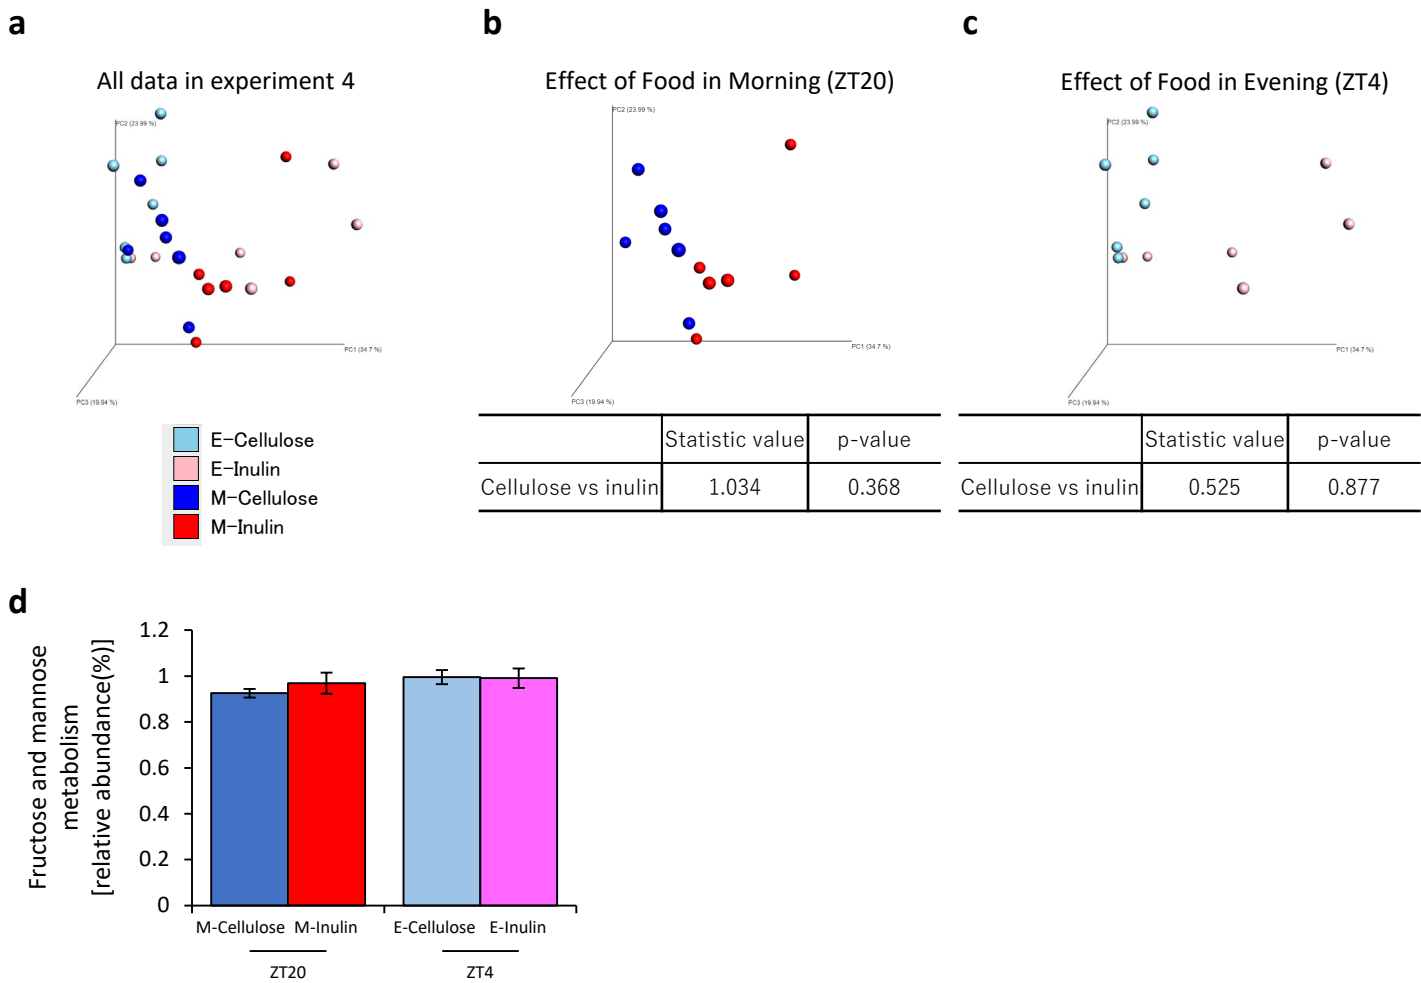 a
All data in experiment 4
PC2 (23.99 %)
PC1 (34.7 %)
PC3 (19.94 %)
E-Cellulose
E-Inulin
M-Cellulose
M-Inulin
b
Effect of Food in Morning (ZT20)
PC2 (23.99 %)
PC1 (34.7 %)
PC3 (19.94 %)
Statistic value p-value
Cellulose vs inulin 1.034 0.368
c
Effect of Food in Evening (ZT4)
PC2 (23.99 %)
PC1 (34.7 %)
PC3 (19.94 %)
Statistic value p-value
Cellulose vs inulin 0.525 0.877
d
Fructose and mannose
metabolism
[relative abundance(%)]
1.2
1
0.8
0.6
0.4
0.2
0
M-Cellulose M-Inulin E-Cellulose E-Inulin
ZT20 ZT4